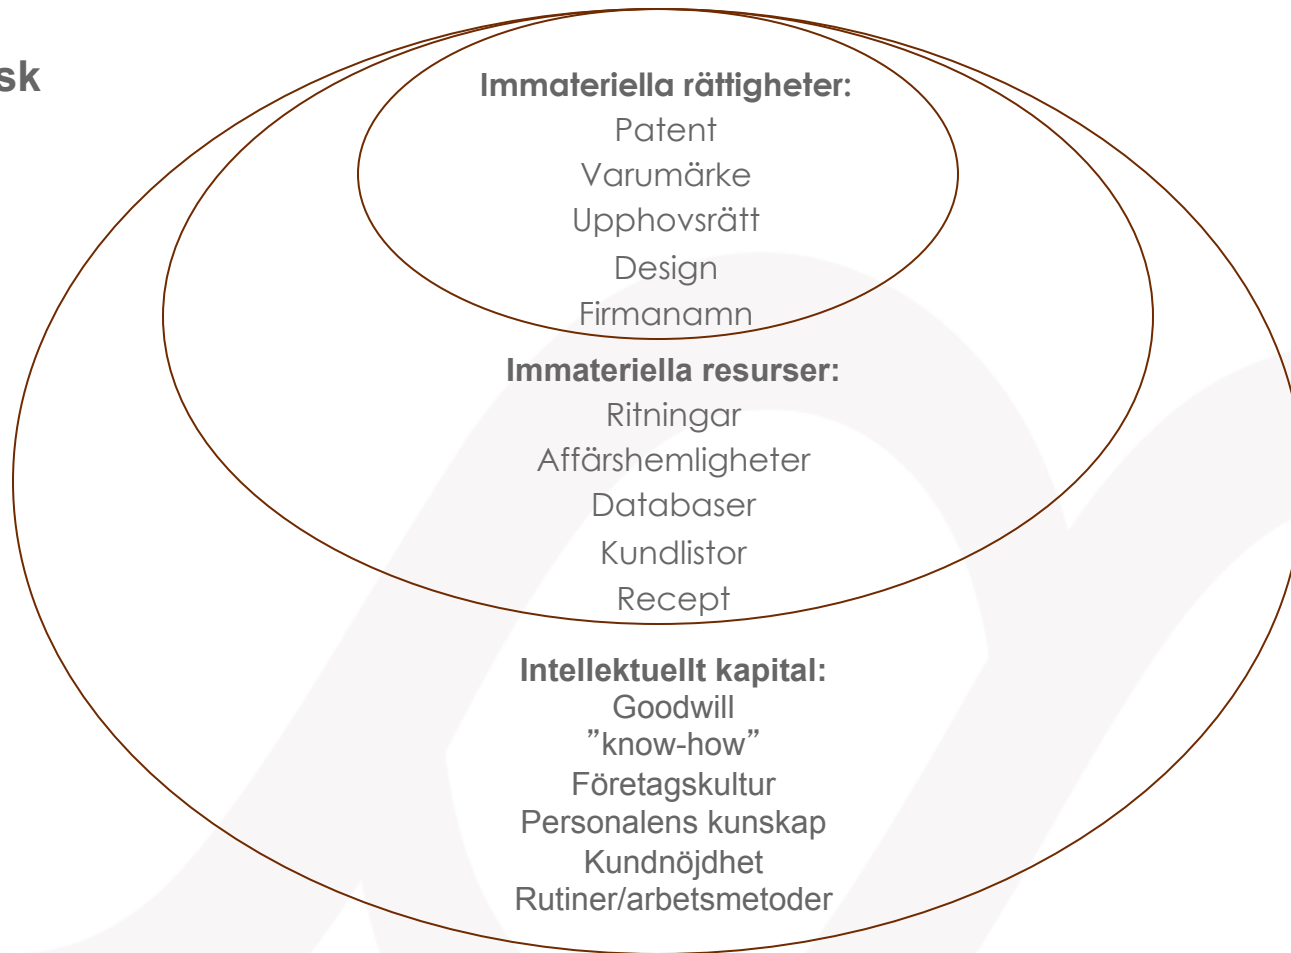 sk
Immateriella rättigheter:
Patent
Varumärke
Upphovsrätt
Design
Firmanamn
Immateriella resurser:
Ritningar
Affärshemligheter
Databaser
Kundlistor
Recept
Intellektuellt kapital:
Goodwill
”know-how”
Företagskultur
Personalens kunskap
Kundnöjdhet
Rutiner/arbetsmetoder